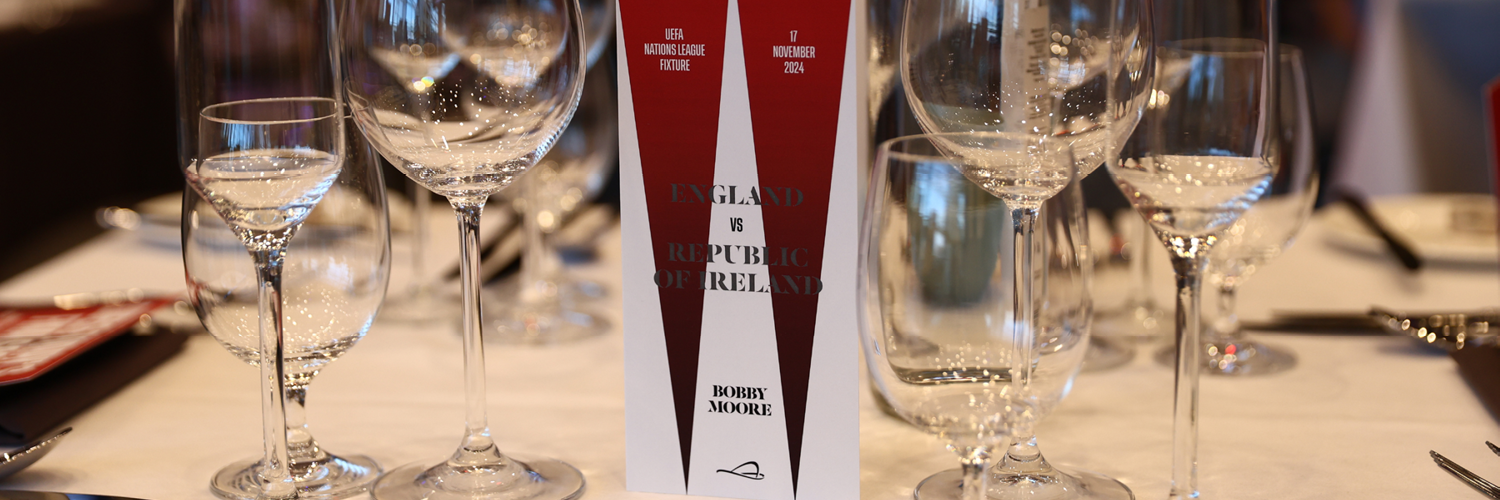 UEFA
NATIONS LEAGUE
FIXTURE
17
NOVEMBER
2024
ENGLAND
VS
REPUBLIC
OF IRELAND
BOBBY
MOORE